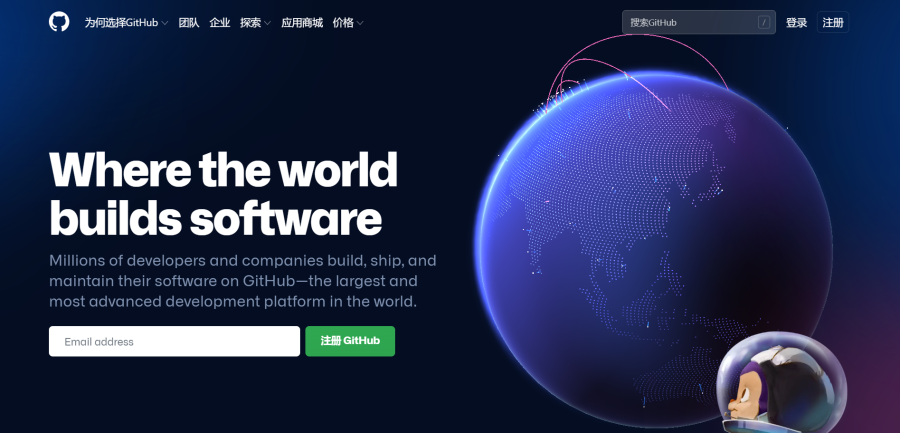 为何选择GitHub 团队 企业 探索 应用商城 价格 搜索GitHub / 登录 注册
Where the world
builds software
Millions of developers and companies build, ship, and
maintain their software on GitHub—the largest and
most advanced development platform in the world.
Email address 注册 GitHub